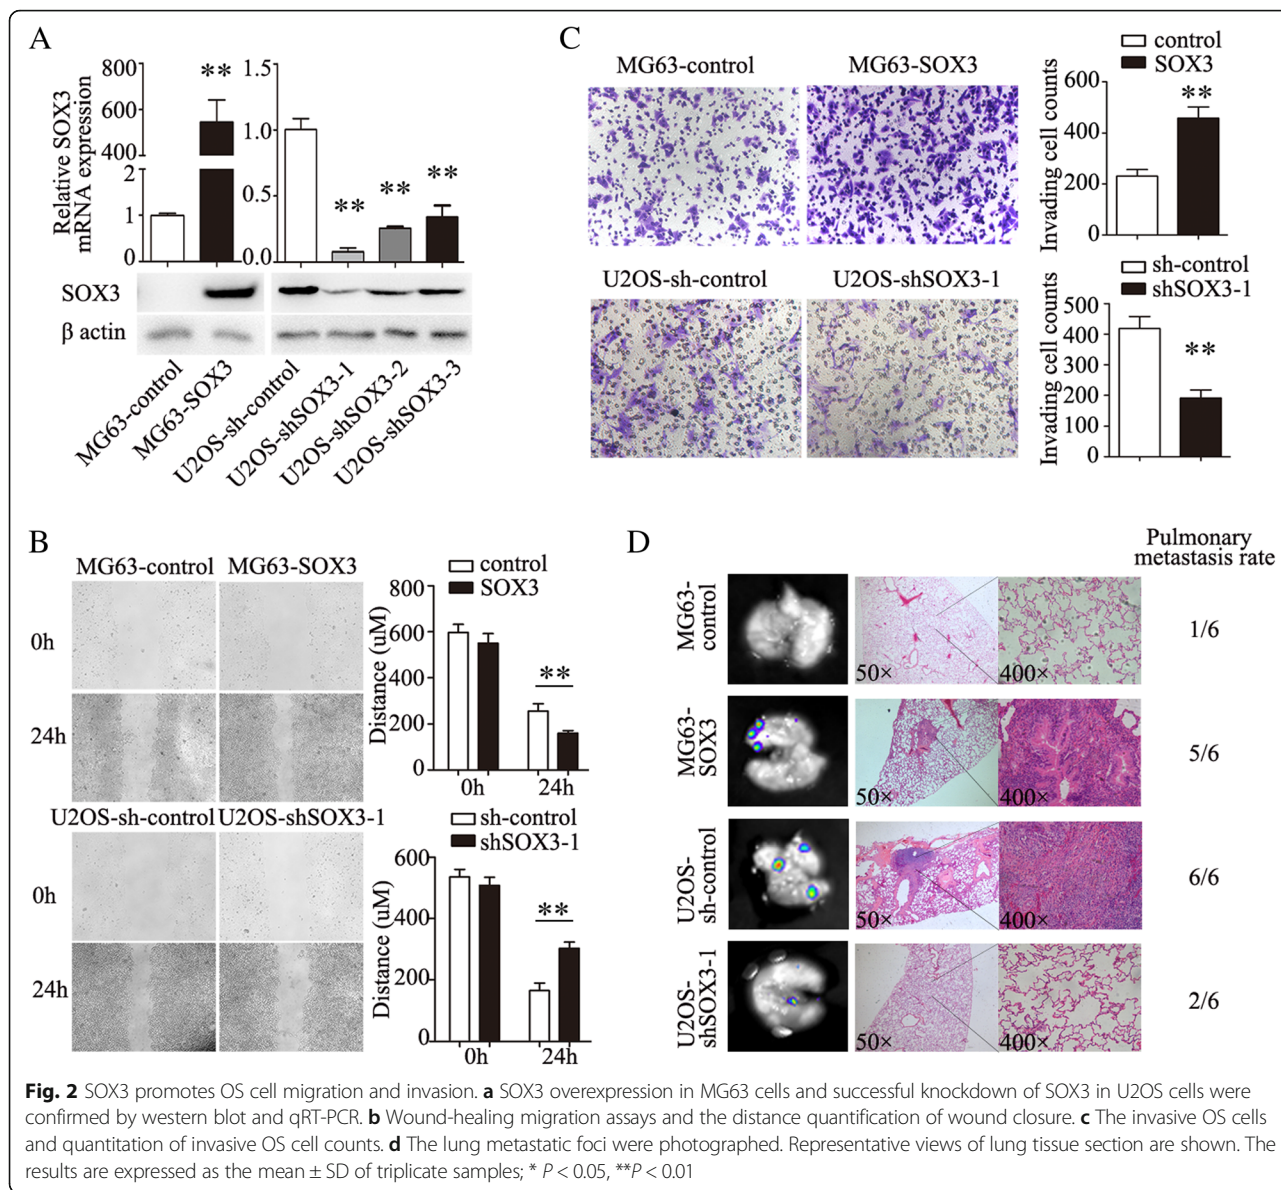 A
Relative SOX3
mRNA expression
800
600
400
2
1
0
**
1.5
1.0
0.5
0.0
**
**
**
SOX3
β actin
MG63-control
MG63-SOX3
U2OS-sh-control
U2OS-shSOX3-1
U2OS-shSOX3-2
U2OS-shSOX3-3
C
MG63-control
MG63-SOX3
control
SOX3
Invading cell counts
600
400
200
0
**
U2OS-sh-control
U2OS-shSOX3-1
sh-control
shSOX3-1
Invading cell counts
500
400
300
200
100
0
**
B
MG63-control
MG63-SOX3
0h
24h
control
SOX3
Distance (uM)
800
600
400
200
0
**
0h
24h
U2OS-sh-control
U2OS-shSOX3-1
0h
24h
sh-control
shSOX3-1
Distance (uM)
600
400
200
0
**
0h
24h
D
Pulmonary
metastasis rate
MG63-
control
50×
400×
1/6
MG63-
SOX3
50×
400×
5/6
U2OS-
sh-control
50×
400×
6/6
U2OS-
shSOX3-1
50×
400×
2/6
Fig. 2 SOX3 promotes OS cell migration and invasion. a SOX3 overexpression in MG63 cells and successful knockdown of SOX3 in U2OS cells were
confirmed by western blot and qRT-PCR. b Wound-healing migration assays and the distance quantification of wound closure. c The invasive OS cells
and quantitation of invasive OS cell counts. d The lung metastatic foci were photographed. Representative views of lung tissue section are shown. The
results are expressed as the mean ± SD of triplicate samples; * P < 0.05, **P < 0.01